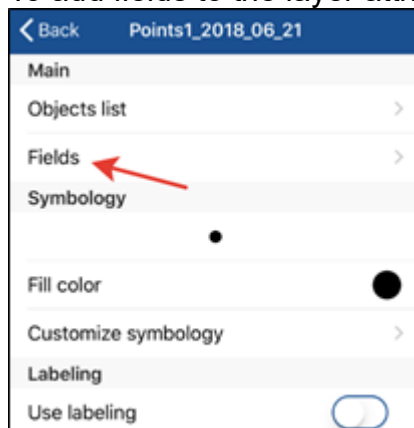 Back Points1_2018_06_21
Main
Objects list
Fields
Symbology
Fill color
Customize symbology
Labeling
Use labeling